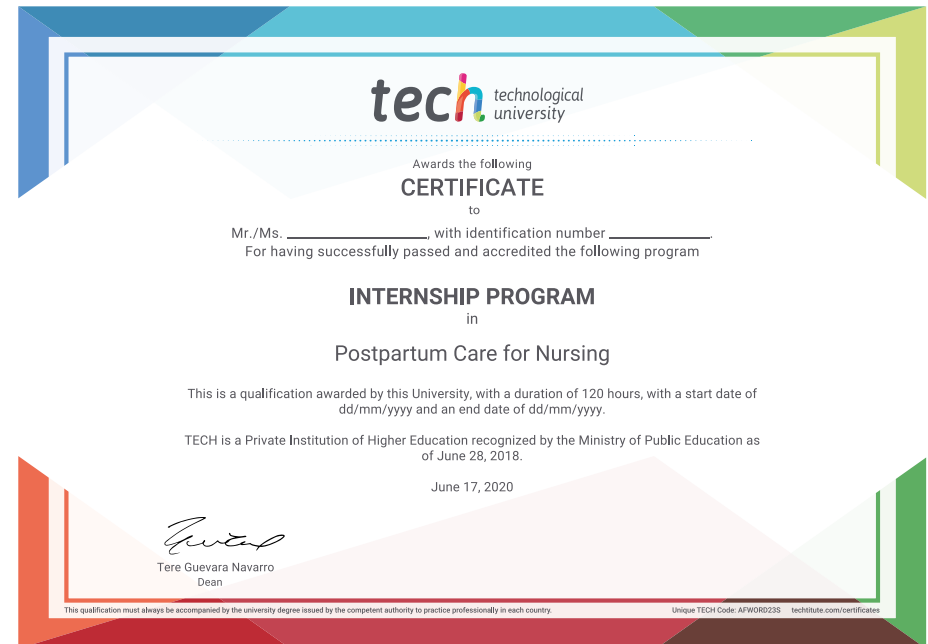 tech technological
university
Awards the following
CERTIFICATE
to
Mr./Ms. ____________________, with identification number ______________.
For having successfully passed and accredited the following program
INTERNSHIP PROGRAM
in
Postpartum Care for Nursing
This is a qualification awarded by this University, with a duration of 120 hours, with a start date of
dd/mm/yyyy and an end date of dd/mm/yyyy.
TECH is a Private Institution of Higher Education recognized by the Ministry of Public Education as
of June 28, 2018.
June 17, 2020
Tere Guevara Navarro
Dean
This qualification must always be accompanied by the university degree issued by the competent authority to practice professionally in each country.
Unique TECH Code: AFWORD23S techtitute.com/certificates